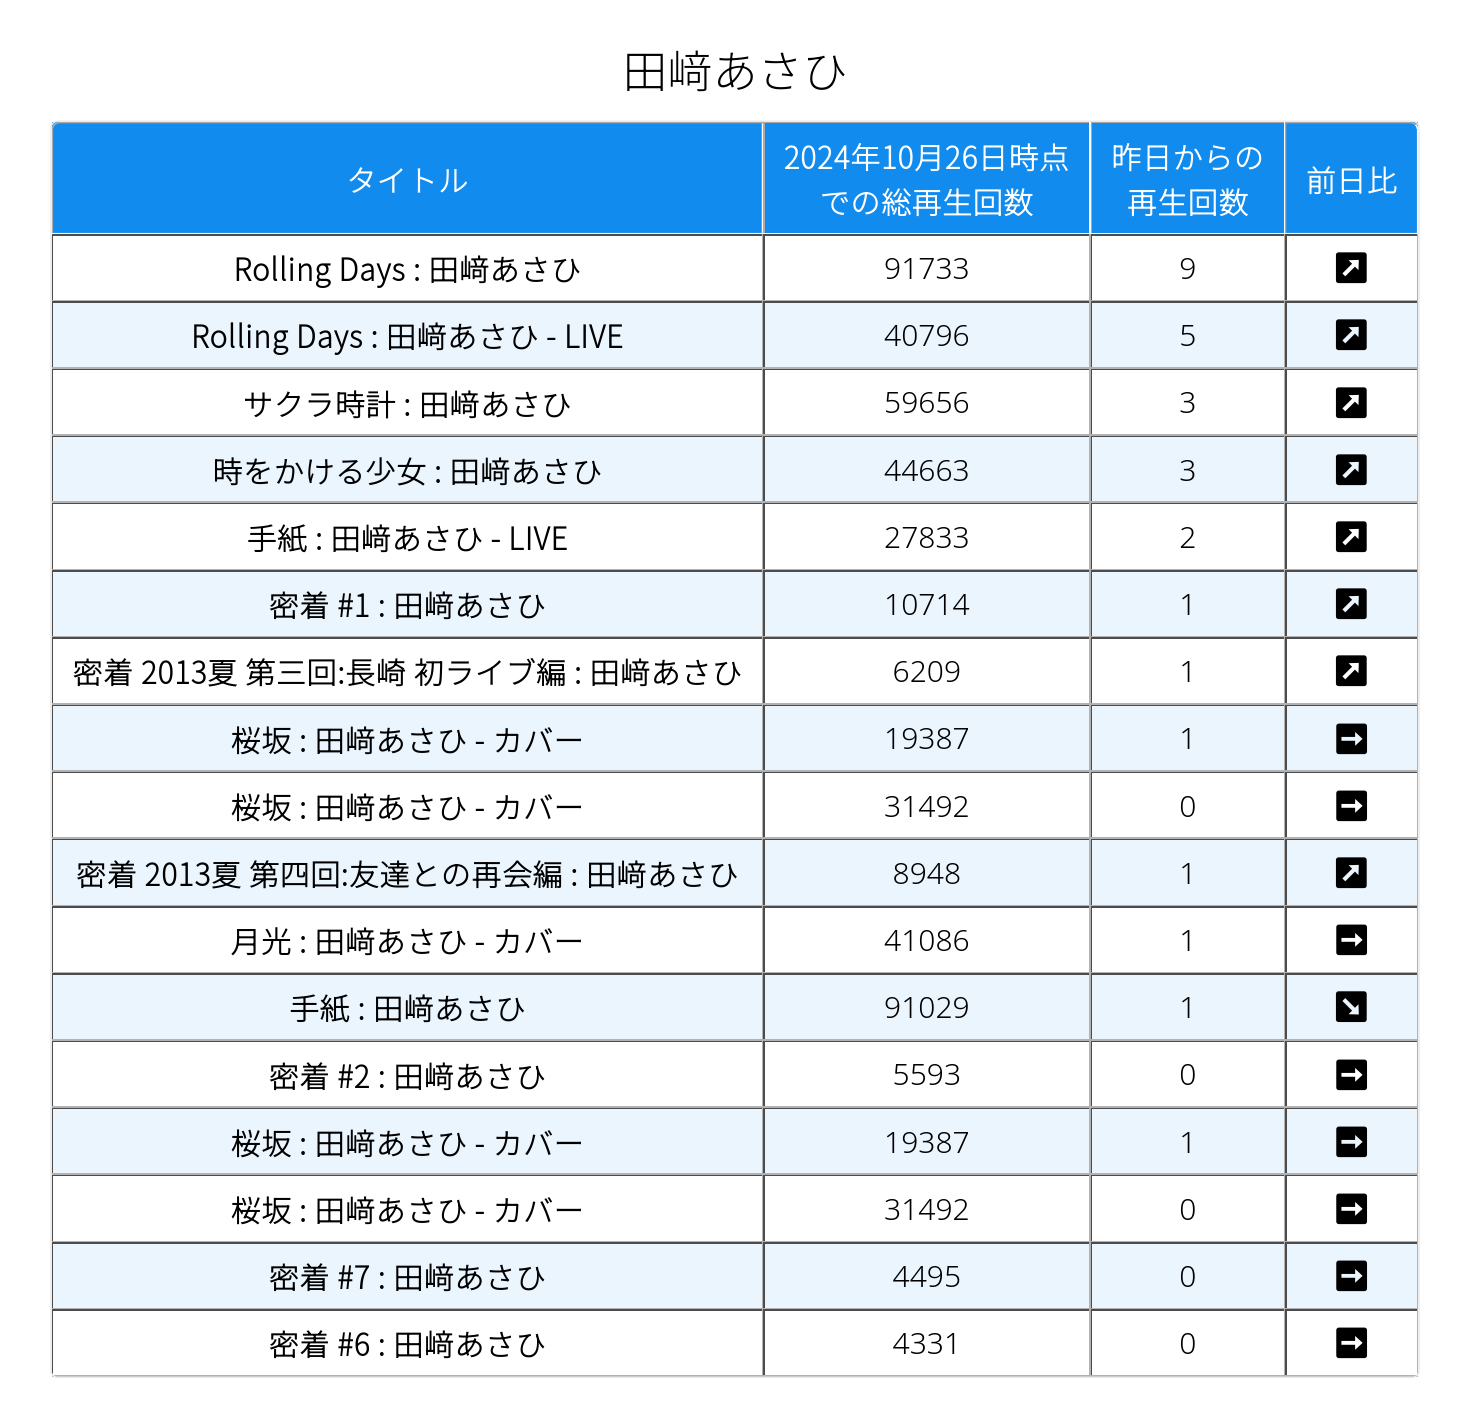 田﨑あさひ
タイトル 2024年10月26日時点での総再生回数 昨日からの再生回数 前日比
Rolling Days : 田﨑あさひ 91733 9
Rolling Days : 田﨑あさひ - LIVE 40796 5
サクラ時計 : 田﨑あさひ 59656 3
時をかける少女 : 田﨑あさひ 44663 3
手紙 : 田﨑あさひ - LIVE 27833 2
密着 #1 : 田﨑あさひ 10714 1
密着 2013夏 第三回:長崎 初ライブ編 : 田﨑あさひ 6209 1
桜坂 : 田﨑あさひ - カバー 19387 1
桜坂 : 田﨑あさひ - カバー 31492 0
密着 2013夏 第四回:友達との再会編 : 田﨑あさひ 8948 1
月光 : 田﨑あさひ - カバー 41086 1
手紙 : 田﨑あさひ 91029 1
密着 #2 : 田﨑あさひ 5593 0
桜坂 : 田﨑あさひ - カバー 19387 1
桜坂 : 田﨑あさひ - カバー 31492 0
密着 #7 : 田﨑あさひ 4495 0
密着 #6 : 田﨑あさひ 4331 0